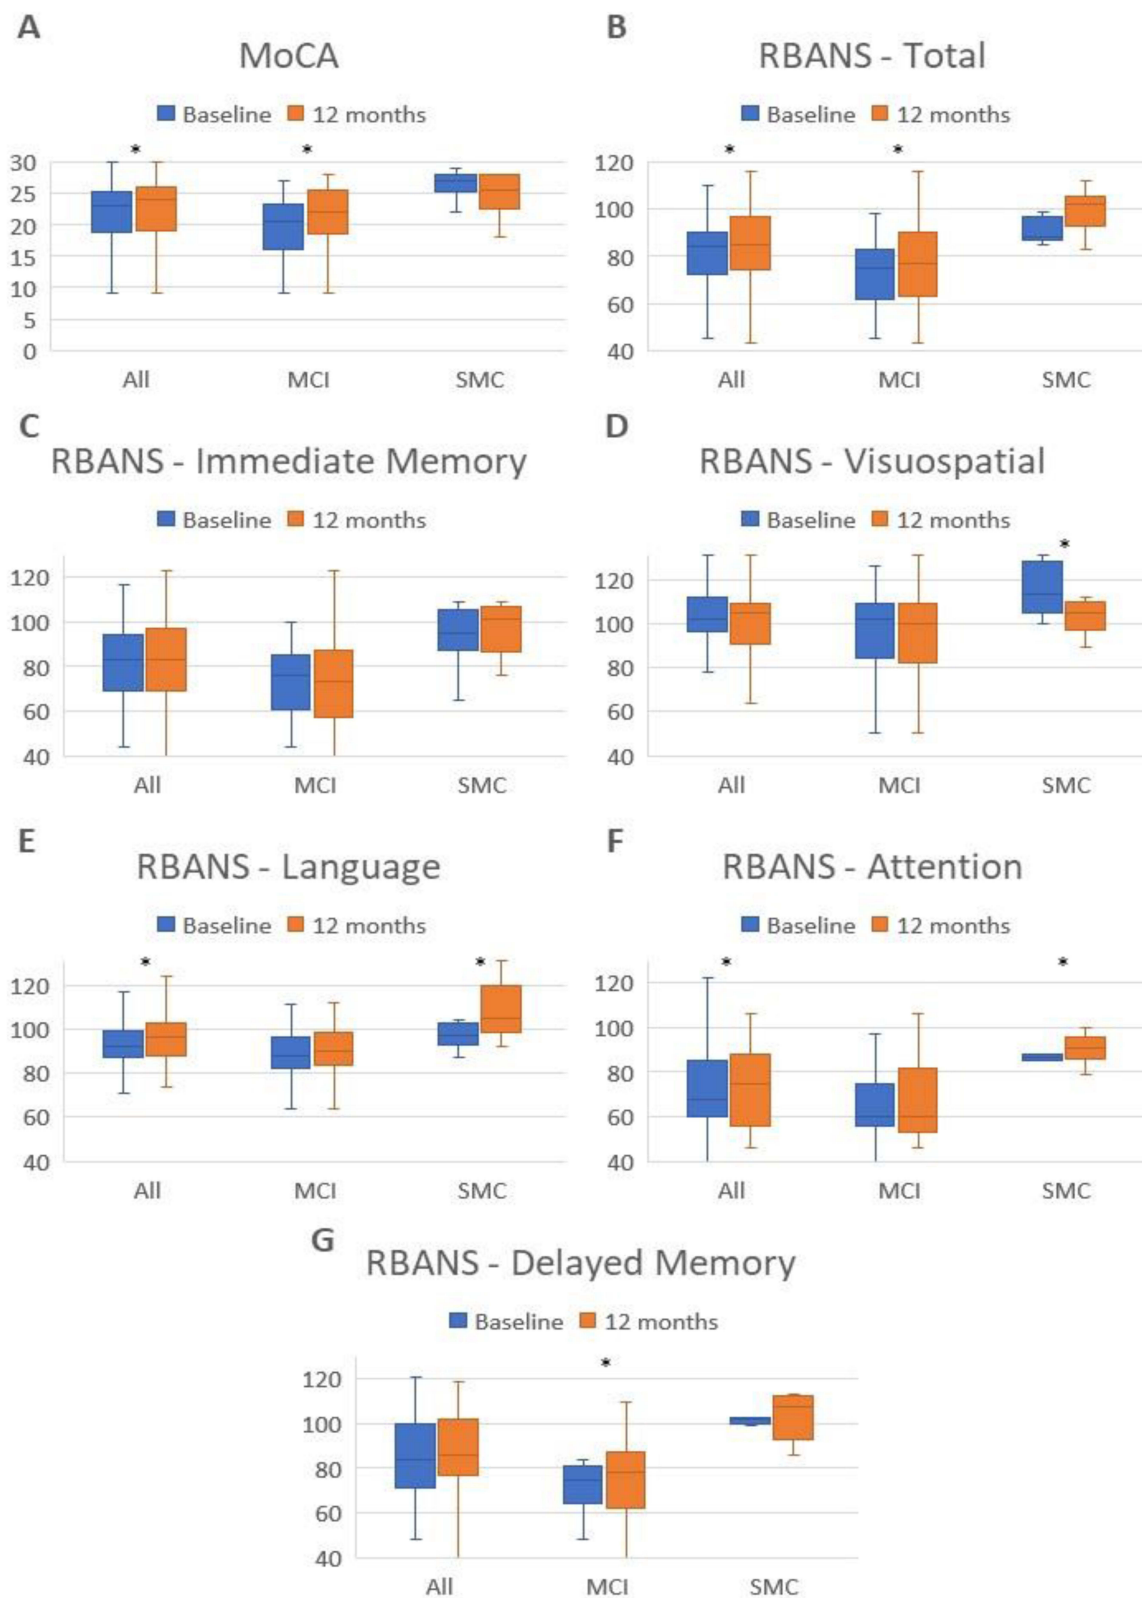 A
MoCA
Baseline 12 months
* *
30
25
20
15
10
5
0
All MCI SMC
B
RBANS - Total
Baseline 12 months
* *
120
100
80
60
40
All MCI SMC
C
RBANS - Immediate Memory
Baseline 12 months
120
100
80
60
40
All MCI SMC
D
RBANS - Visuospatial
Baseline 12 months
*
120
100
80
60
40
All MCI SMC
E
RBANS - Language
Baseline 12 months
* *
120
100
80
60
40
All MCI SMC
F
RBANS - Attention
Baseline 12 months
* *
120
100
80
60
40
All MCI SMC
G
RBANS - Delayed Memory
Baseline 12 months
*
120
100
80
60
40
All MCI SMC